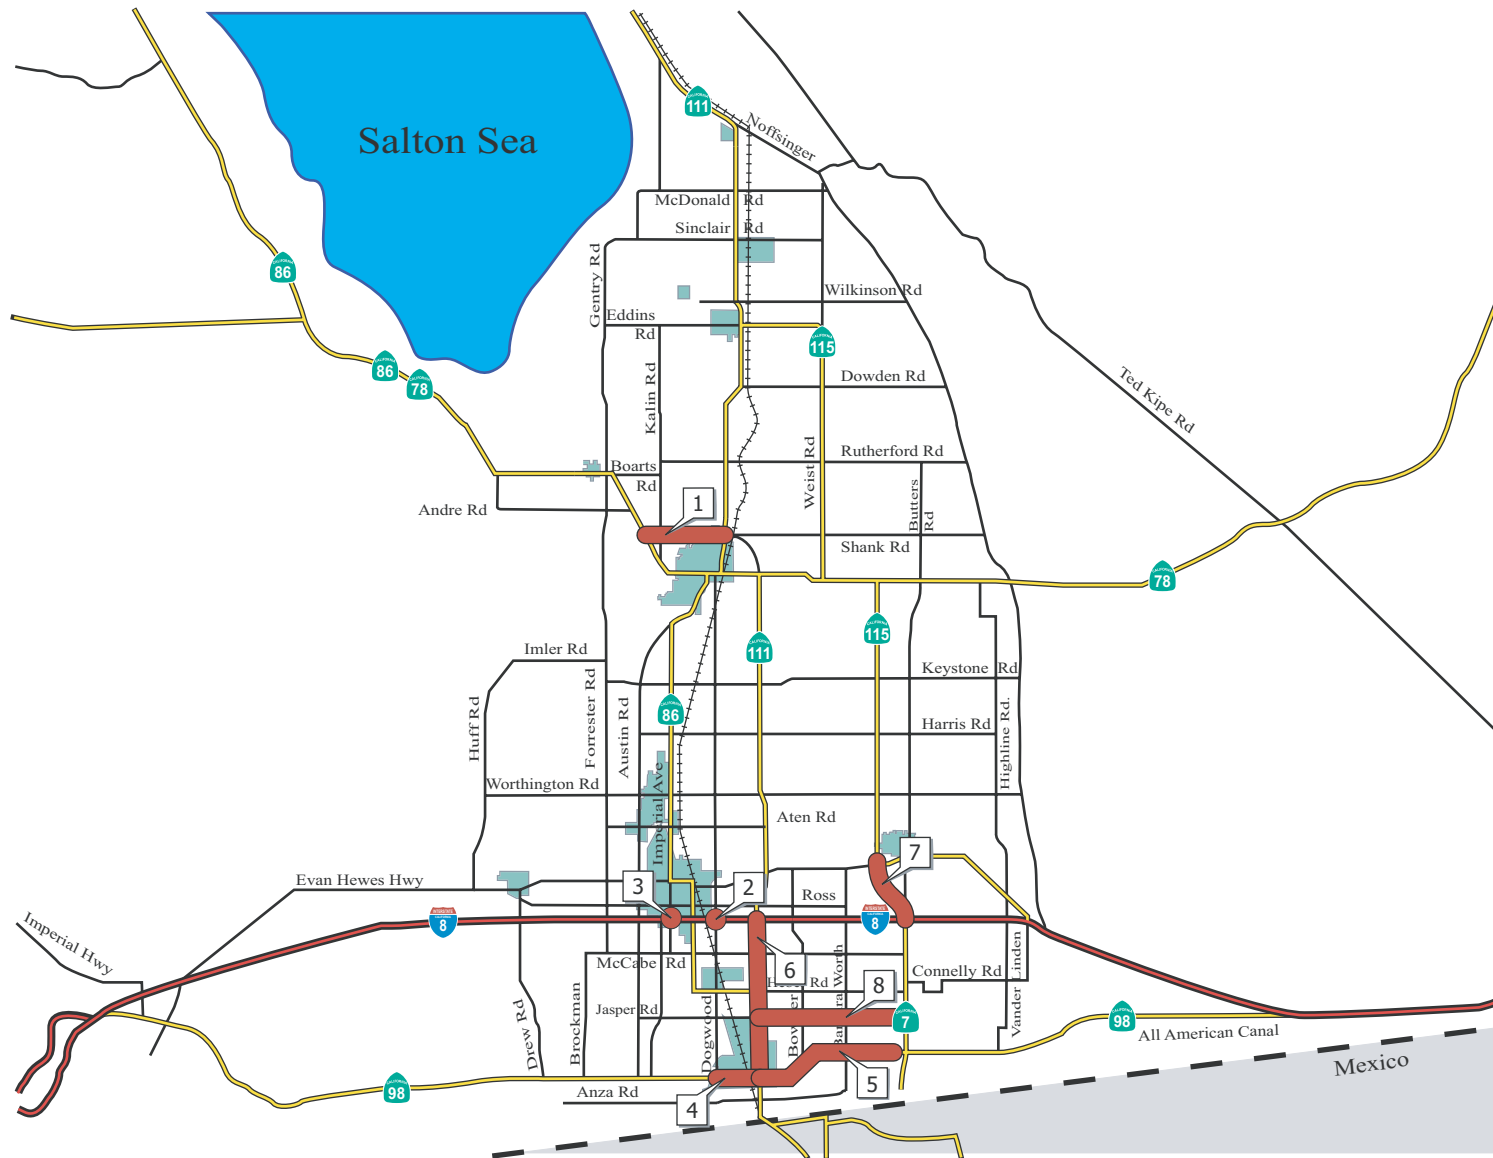 111
Noffsinger
Salton Sea
McDonald Rd
Sinclair Rd
86
Gentry Rd
Wilkinson Rd
Eddins
Rd
115
86
78
Dowden Rd
Ted Kipe Rd
Kalin Rd
Weist Rd
Rutherford Rd
Boarts
Rd
Butters
Rd
Andre Rd
1
Shank Rd
78
115
111
Imler Rd
Keystone Rd
Huff Rd
Forrester Rd
Austin Rd
86
Harris Rd
Highline Rd.
Worthington Rd
Imperial Ave
Aten Rd
7
Evan Hewes Hwy
3
2
Ross
INTERSTATE
CALIFORNIA
8
INTERSTATE
CALIFORNIA
8
Imperial Hwy
McCabe Rd
6
Rd
Connelly Rd
Vander Linden
8
Drew Rd
Brockman
Jasper Rd
Dogwood
7
98
All American Canal
Mexico
5
98
Anza Rd
4